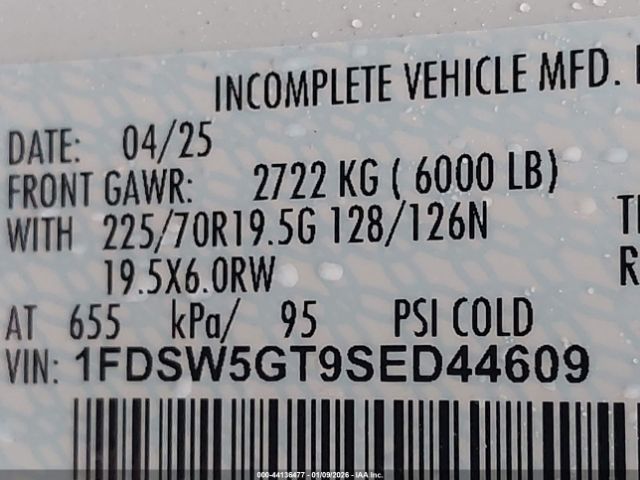 INCOMPLETE VEHICLE MFD.
DATE: 04/25
FRONT GAWR: 2722 KG ( 6000 LB)
WITH 225/70R19.5G 128/126N
19.5X6.0RW
AT 655 kPa/ 95 PSI COLD
VIN: 1FDSW5GT9SED44609
000-44136477 - 01/09/2026 - IAA Inc.